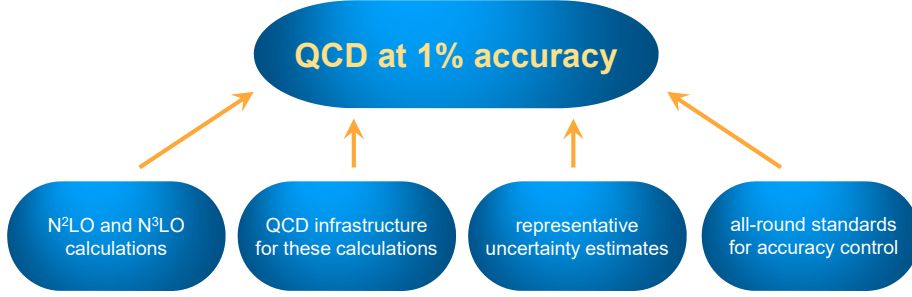 QCD at 1% accuracy
N²LO and N³LO
calculations
QCD infrastructure
for these calculations
representative
uncertainty estimates
all-round standards
for accuracy control